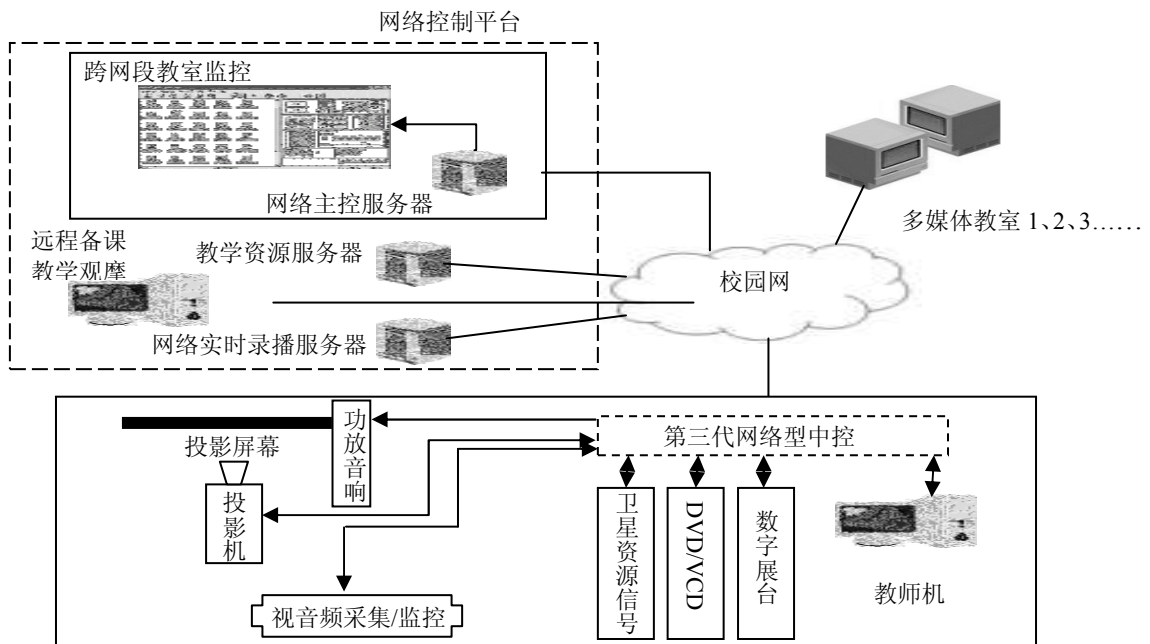 网络控制平台
跨网段教室监控
网络主控服务器
远程备课
教学观摩
教学资源服务器
网络实时录播服务器
多媒体教室 1、2、3……
校园网
功放音响
投影屏幕
投影机
第三代网络型中控
卫星资源信号
DVD/VCD
数字展台
教师机
视音频采集/监控